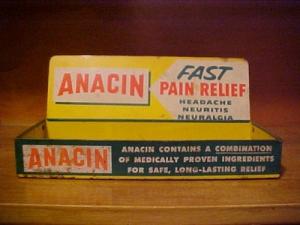 ANACIN
FAST
PAIN RELIEF
HEADACHE
NEURITIS
NEURALGIA
ANACIN
ANACIN CONTAINS A COMBINATION
OF MEDICALLY PROVEN INGREDIENTS
FOR SAFE, LONG-LASTING RELIEF